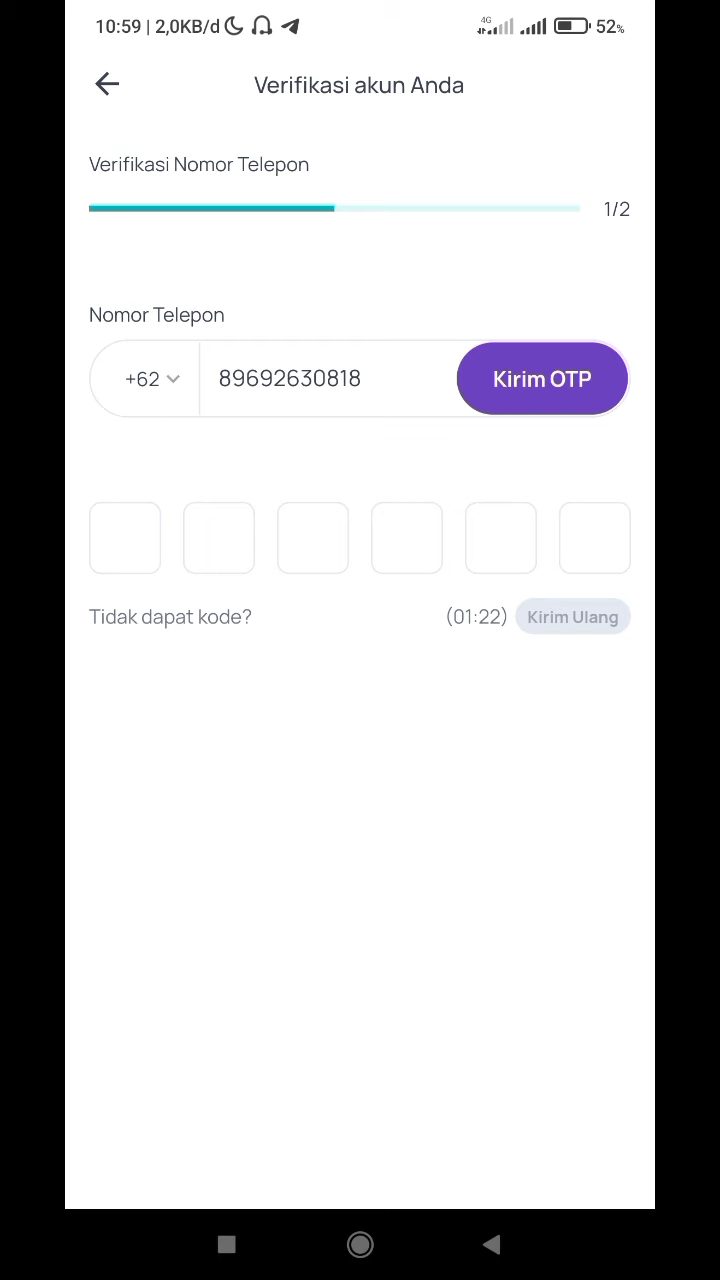 10:59 | 2,0KB/d 4G 52%
Verifikasi akun Anda
Verifikasi Nomor Telepon
1/2
Nomor Telepon
+62 89692630818 Kirim OTP
Tidak dapat kode? (01:22) Kirim Ulang